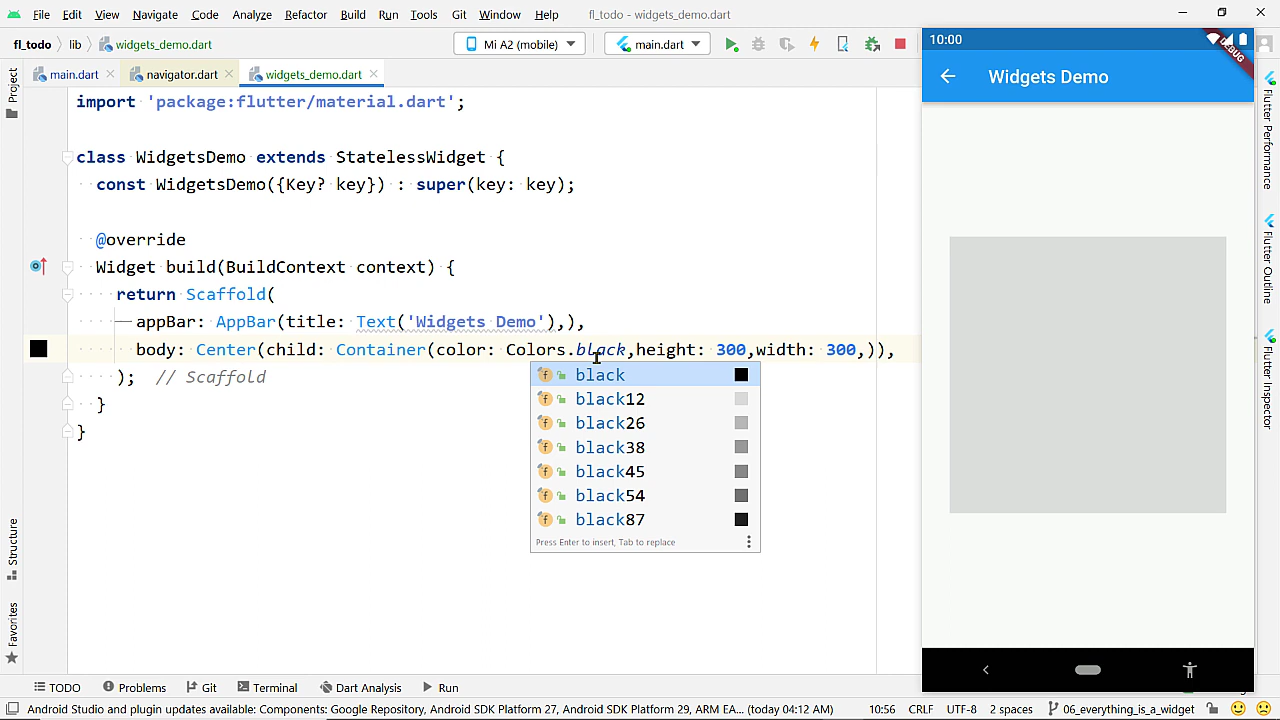 File Edit View Navigate Code Analyze Refactor Build Run Tools Git Window Help fl_todo - widgets_demo.dart
fl_todo lib widgets_demo.dart Mi A2 (mobile) main.dart
main.dart navigator.dart widgets_demo.dart
import 'package:flutter/material.dart';
class WidgetsDemo extends StatelessWidget {
const WidgetsDemo({Key? key}) : super(key: key);
@override
Widget build(BuildContext context) {
return Scaffold(
appBar: AppBar(title: Text('Widgets Demo'),),
body: Center(child: Container(color: Colors.black,height: 300,width: 300,)),
); // Scaffold
}
}
black
black12
black26
black38
black45
black54
black87
Press Enter to insert, Tab to replace
10:00
DEBUG
Widgets Demo
Project
Structure
Favorites
Flutter Performance
Flutter Outline
Flutter Inspector
TODO Problems Git Terminal Dart Analysis Run
Android Studio and plugin updates available: Components: Google Repository, Android SDK Platform 27, Android SDK Platform 29, ARM EA... (today 04:12 AM) 10:56 CRLF UTF-8 2 spaces 06_everything_is_a_widget